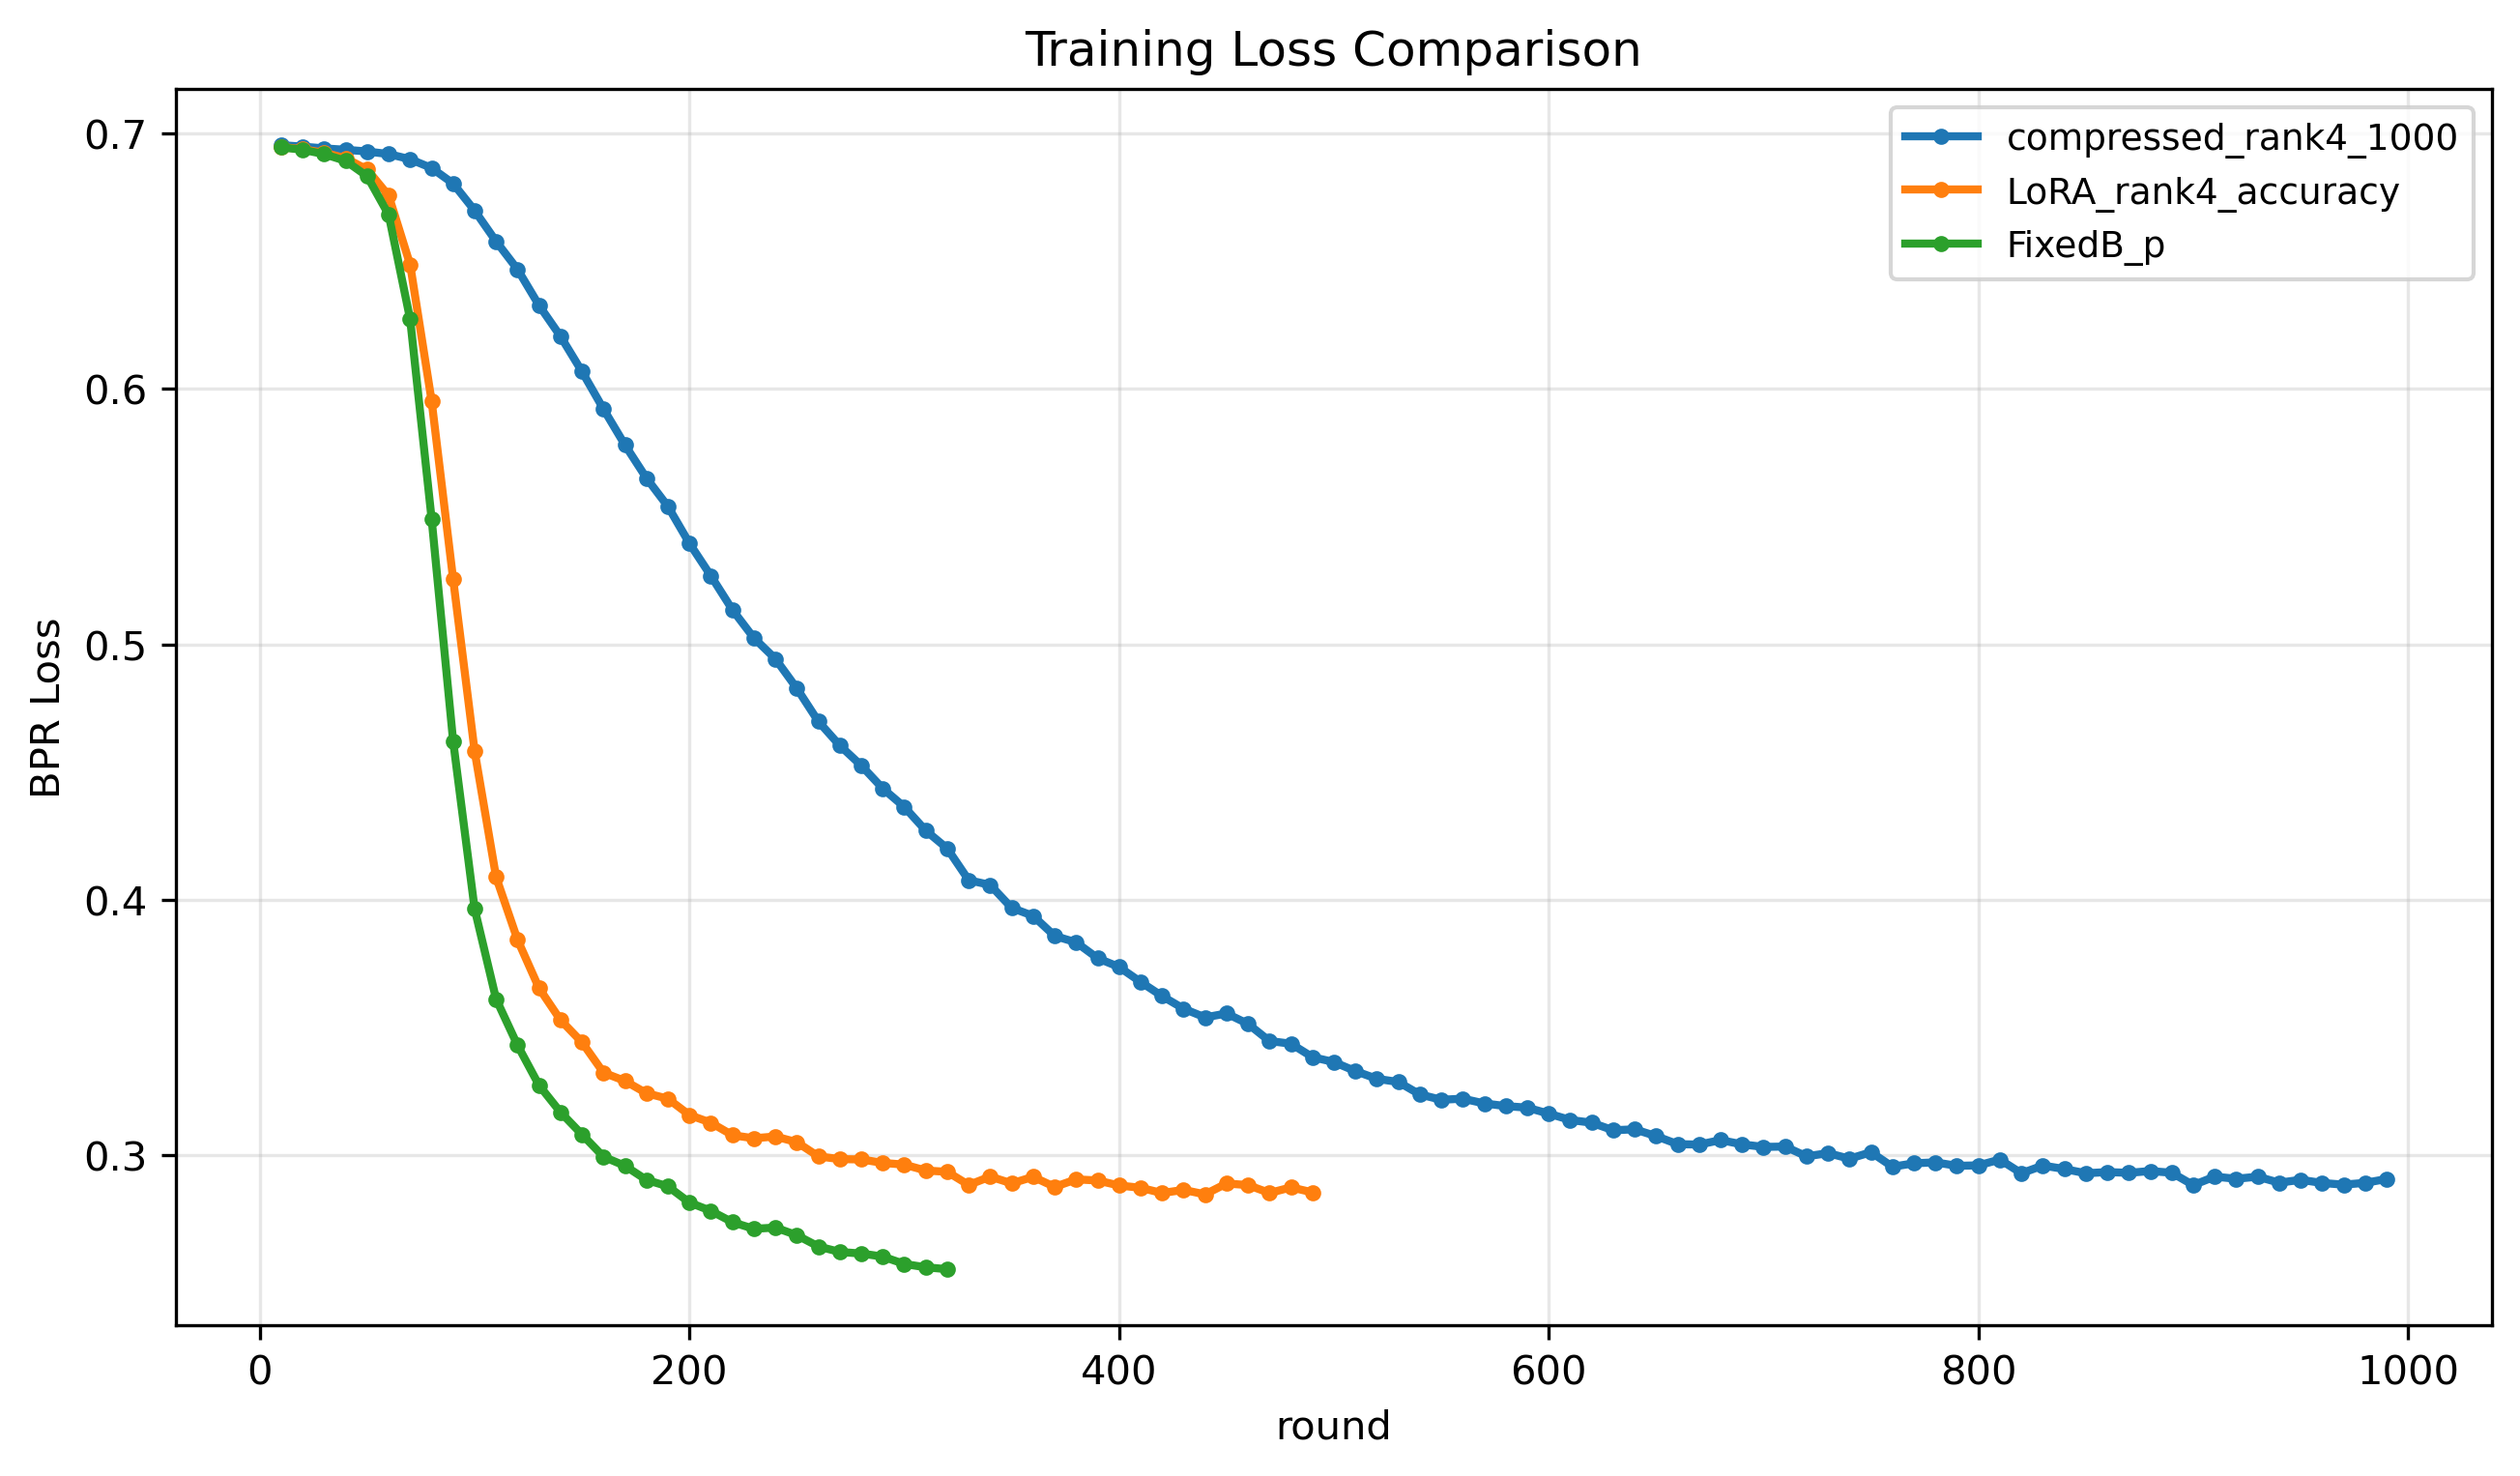 Training Loss Comparison
compressed_rank4_1000
LoRA_rank4_accuracy
FixedB_p
BPR Loss
0.7
0.6
0.5
0.4
0.3
0 200 400 600 800 1000
round